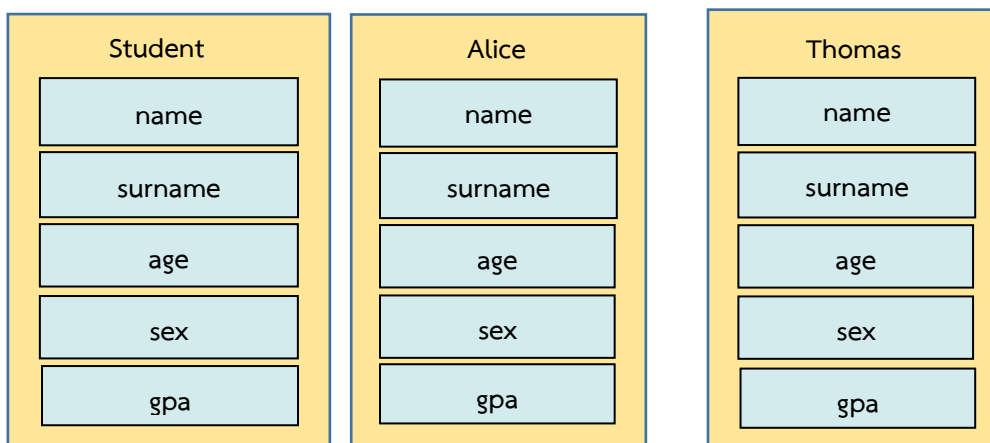 Student
name
surname
age
sex
gpa
Alice
name
surname
age
sex
gpa
Thomas
name
surname
age
sex
gpa